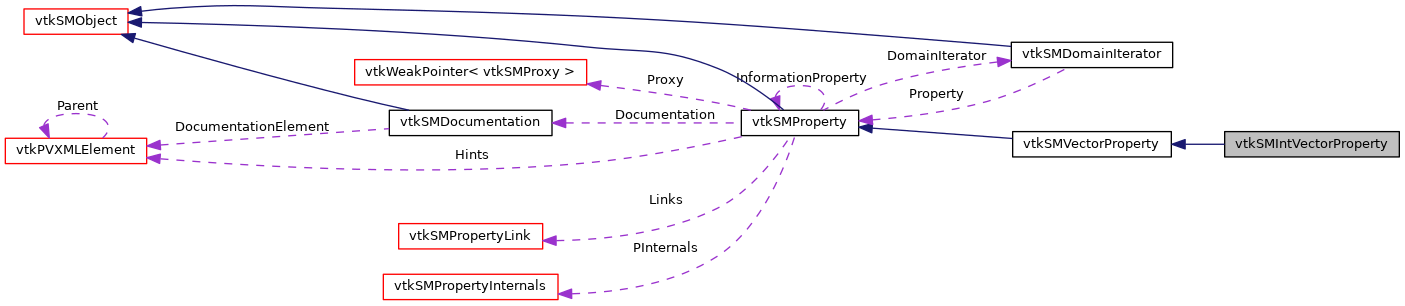 vtkSMObject
vtkSMDomainIterator
DomainIterator
vtkWeakPointer< vtkSMProxy >
Proxy
InformationProperty
Property
Parent
vtkSMDocumentation
Documentation
vtkSMProperty
DocumentationElement
vtkPVXMLElement
Hints
vtkSMVectorProperty
vtkSMIntVectorProperty
Links
vtkSMPropertyLink
PInternals
vtkSMPropertyInternals